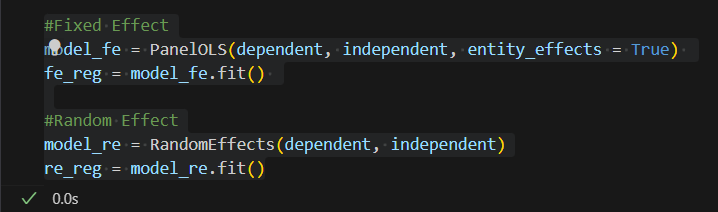 #Fixed Effect
model_fe = PanelOLS(dependent, independent, entity_effects = True)
fe_reg = model_fe.fit()
#Random Effect
model_re = RandomEffects(dependent, independent)
re_reg = model_re.fit()
0.0s